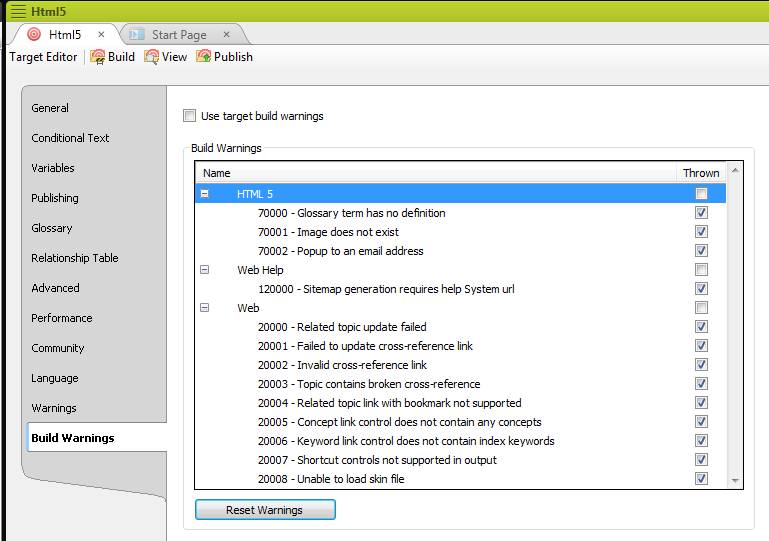 Html5
Html5 × Start Page ×
Target Editor Build View Publish
General
Conditional Text
Variables
Publishing
Glossary
Relationship Table
Advanced
Performance
Community
Language
Warnings
Build Warnings
Use target build warnings
Build Warnings
Name Thrown
HTML 5
70000 - Glossary term has no definition
70001 - Image does not exist
70002 - Popup to an email address
Web Help
120000 - Sitemap generation requires help System url
Web
20000 - Related topic update failed
20001 - Failed to update cross-reference link
20002 - Invalid cross-reference link
20003 - Topic contains broken cross-reference
20004 - Related topic link with bookmark not supported
20005 - Concept link control does not contain any concepts
20006 - Keyword link control does not contain index keywords
20007 - Shortcut controls not supported in output
20008 - Unable to load skin file
Reset Warnings